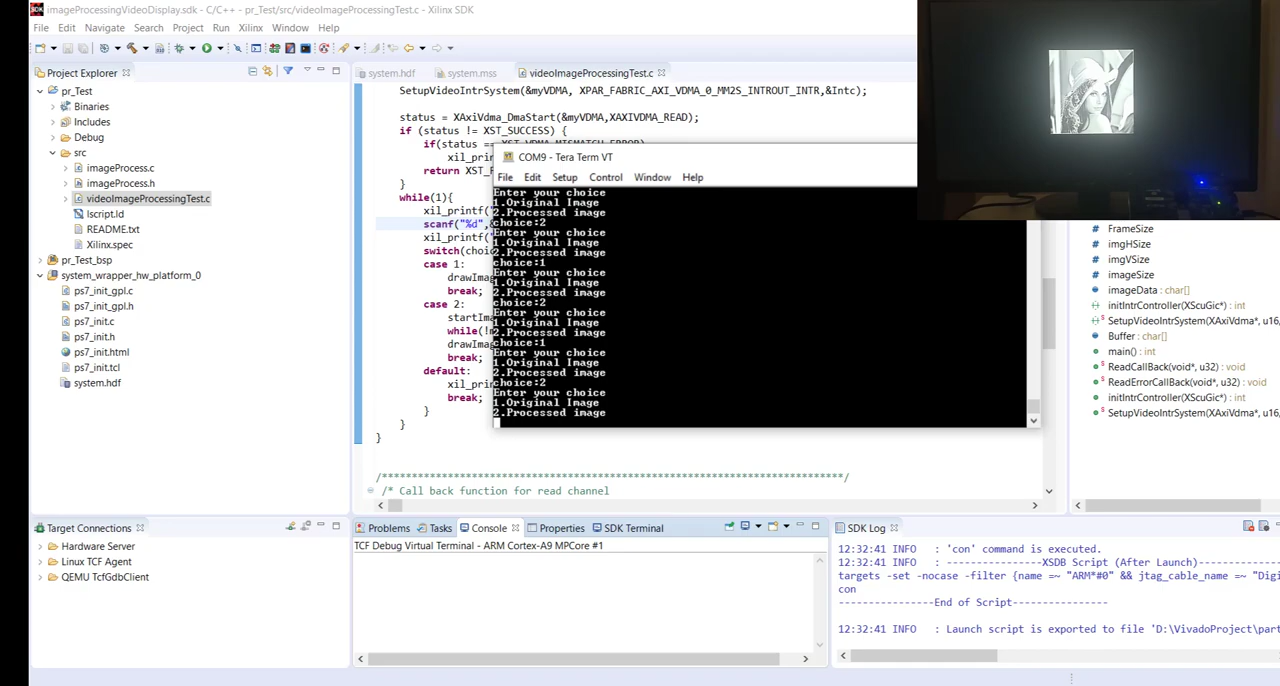 imageProcessingVideoDisplay.sdk - C/C++ - pr_Test/src/videoImageProcessingTest.c - Xilinx SDK
File Edit Navigate Search Project Run Xilinx Window Help
Project Explorer
pr_Test
Binaries
Includes
Debug
src
imageProcess.c
imageProcess.h
videoImageProcessingTest.c
lscript.ld
README.txt
Xilinx.spec
pr_Test_bsp
system_wrapper_hw_platform_0
ps7_init_gpl.c
ps7_init_gpl.h
ps7_init.c
ps7_init.h
ps7_init.html
ps7_init.tcl
system.hdf
system.hdf system.mss videoImageProcessingTest.c
SetupVideoIntrSystem(&myVDMA, XPAR_FABRIC_AXI_VDMA_0_MM2S_INTROUT_INTR,&Intc);
status = XAxiVdma_DmaStart(&myVDMA,XAXIVDMA_READ);
if (status != XST_SUCCESS) {
if(status == XST_VDMA_MISMATCH_ERROR)
xil_pri
return XST_F
}
while(1){
xil_printf("
scanf("%d",
xil_printf("
switch(choi
case 1:
drawIma
break;
case 2:
startIma
while(!
drawIma
break;
default:
xil_pri
break;
}
}
}
/*****************************************************************************/
/* Call back function for read channel
COM9 - Tera Term VT
File Edit Setup Control Window Help
Enter your choice
1.Original Image
2.Processed image
choice:2
Enter your choice
1.Original Image
2.Processed image
choice:1
Enter your choice
1.Original Image
2.Processed image
choice:2
Enter your choice
1.Original Image
2.Processed image
choice:1
Enter your choice
1.Original Image
2.Processed image
choice:2
Enter your choice
1.Original Image
2.Processed image
FrameSize
imgHSize
imgVSize
imageSize
imageData : char[]
initIntrController(XScuGic*) : int
SetupVideoIntrSystem(XAxiVdma*, u16,
Buffer : char[]
main() : int
ReadCallBack(void*, u32) : void
ReadErrorCallBack(void*, u32) : void
initIntrController(XScuGic*) : int
SetupVideoIntrSystem(XAxiVdma*, u16,
Target Connections
Hardware Server
Linux TCF Agent
QEMU TcfGdbClient
Problems Tasks Console Properties SDK Terminal
TCF Debug Virtual Terminal - ARM Cortex-A9 MPCore #1
SDK Log
12:32:41 INFO : 'con' command is executed.
12:32:41 INFO : ----------------XSDB Script (After Launch)----
targets -set -nocase -filter {name =~ "ARM*#0" && jtag_cable_name =~ "Digi
con
----------------End of Script----------------
12:32:41 INFO : Launch script is exported to file 'D:\VivadoProject\part